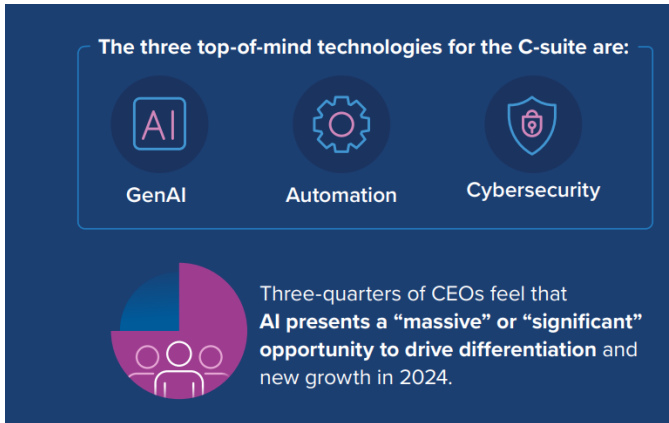 The three top-of-mind technologies for the C-suite are:
AI
GenAI
Automation
Cybersecurity
Three-quarters of CEOs feel that
AI presents a “massive” or “significant”
opportunity to drive differentiation and
new growth in 2024.